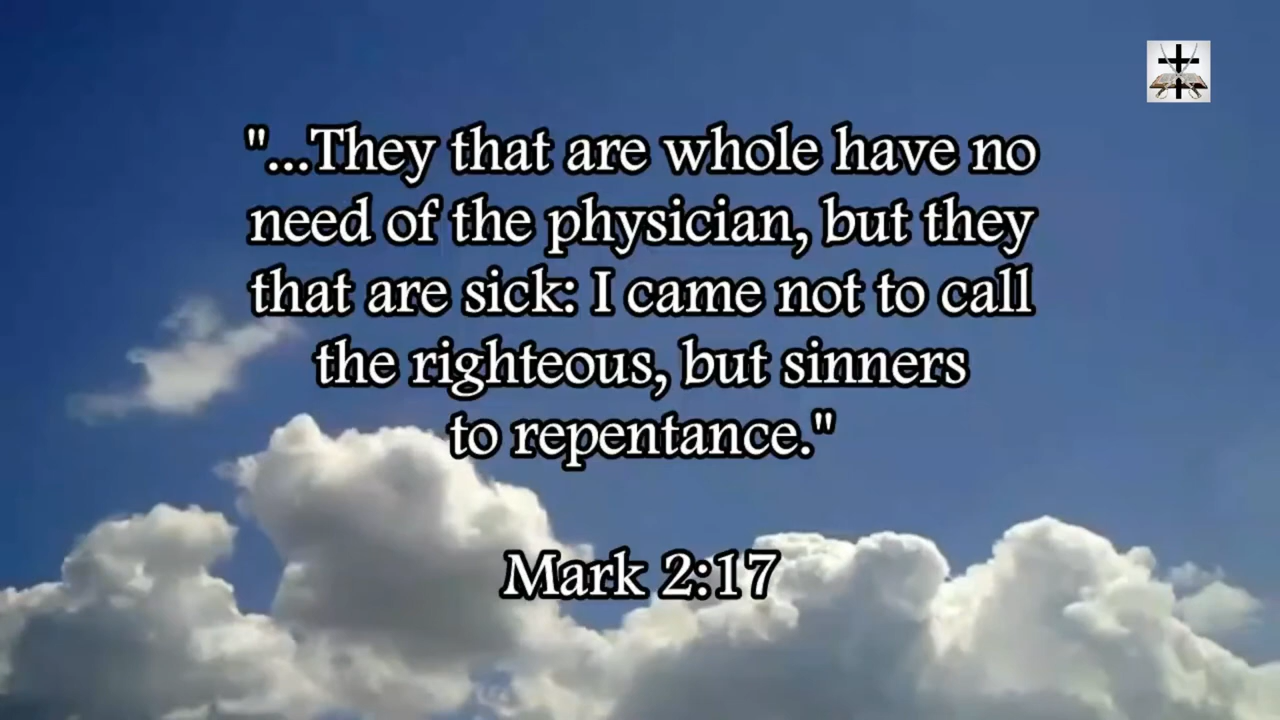 "...They that are whole have no
need of the physician, but they
that are sick: I came not to call
the righteous, but sinners
to repentance."
Mark 2:17